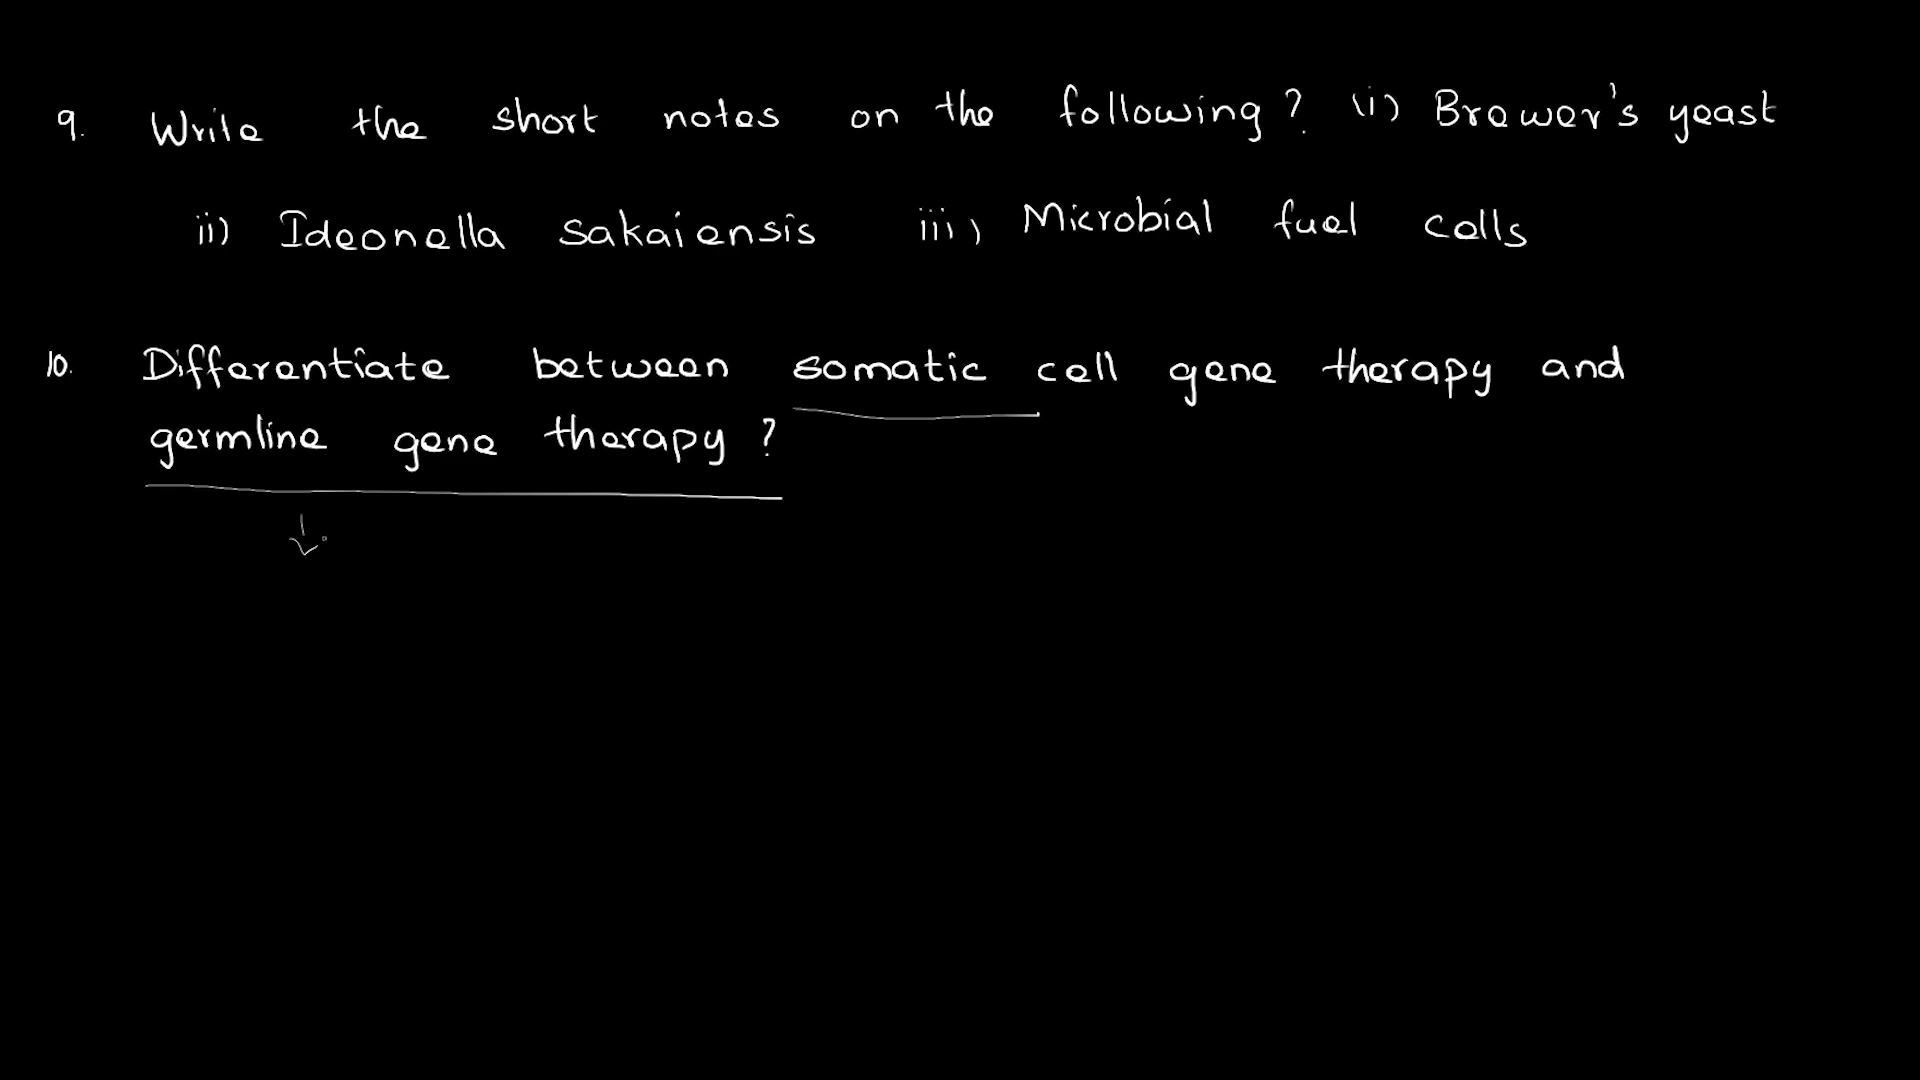 9. Write the short notes on the following? (i) Brewer's yeast
ii) Ideonella sakaiensis iii) Microbial fuel cells
10. Differentiate between somatic cell gene therapy and
germline gene therapy?